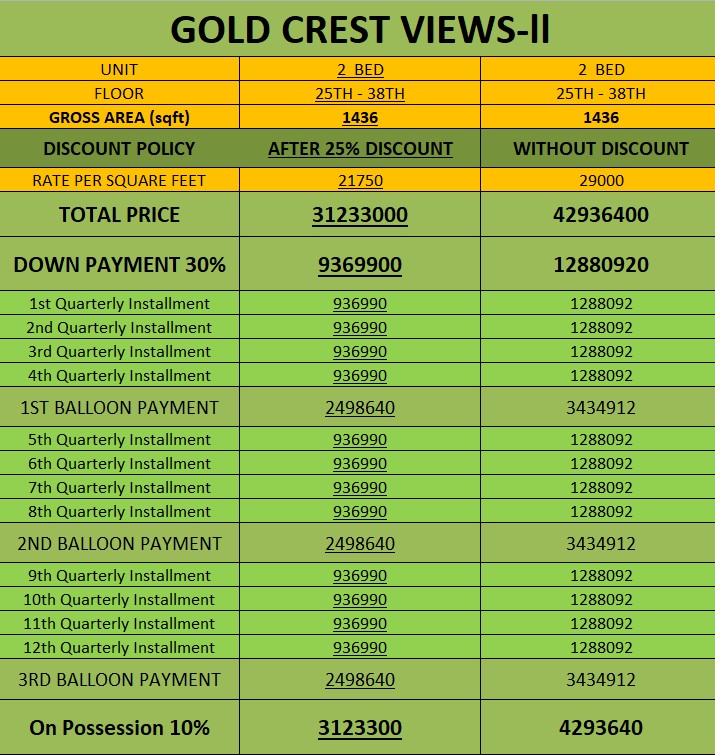 GOLD CREST VIEWS-ll
UNIT 2 BED 2 BED
FLOOR 25TH - 38TH 25TH - 38TH
GROSS AREA (sqft) 1436 1436
DISCOUNT POLICY AFTER 25% DISCOUNT WITHOUT DISCOUNT
RATE PER SQUARE FEET 21750 29000
TOTAL PRICE 31233000 42936400
DOWN PAYMENT 30% 9369900 12880920
1st Quarterly Installment 936990 1288092
2nd Quarterly Installment 936990 1288092
3rd Quarterly Installment 936990 1288092
4th Quarterly Installment 936990 1288092
1ST BALLOON PAYMENT 2498640 3434912
5th Quarterly Installment 936990 1288092
6th Quarterly Installment 936990 1288092
7th Quarterly Installment 936990 1288092
8th Quarterly Installment 936990 1288092
2ND BALLOON PAYMENT 2498640 3434912
9th Quarterly Installment 936990 1288092
10th Quarterly Installment 936990 1288092
11th Quarterly Installment 936990 1288092
12th Quarterly Installment 936990 1288092
3RD BALLOON PAYMENT 2498640 3434912
On Possession 10% 3123300 4293640